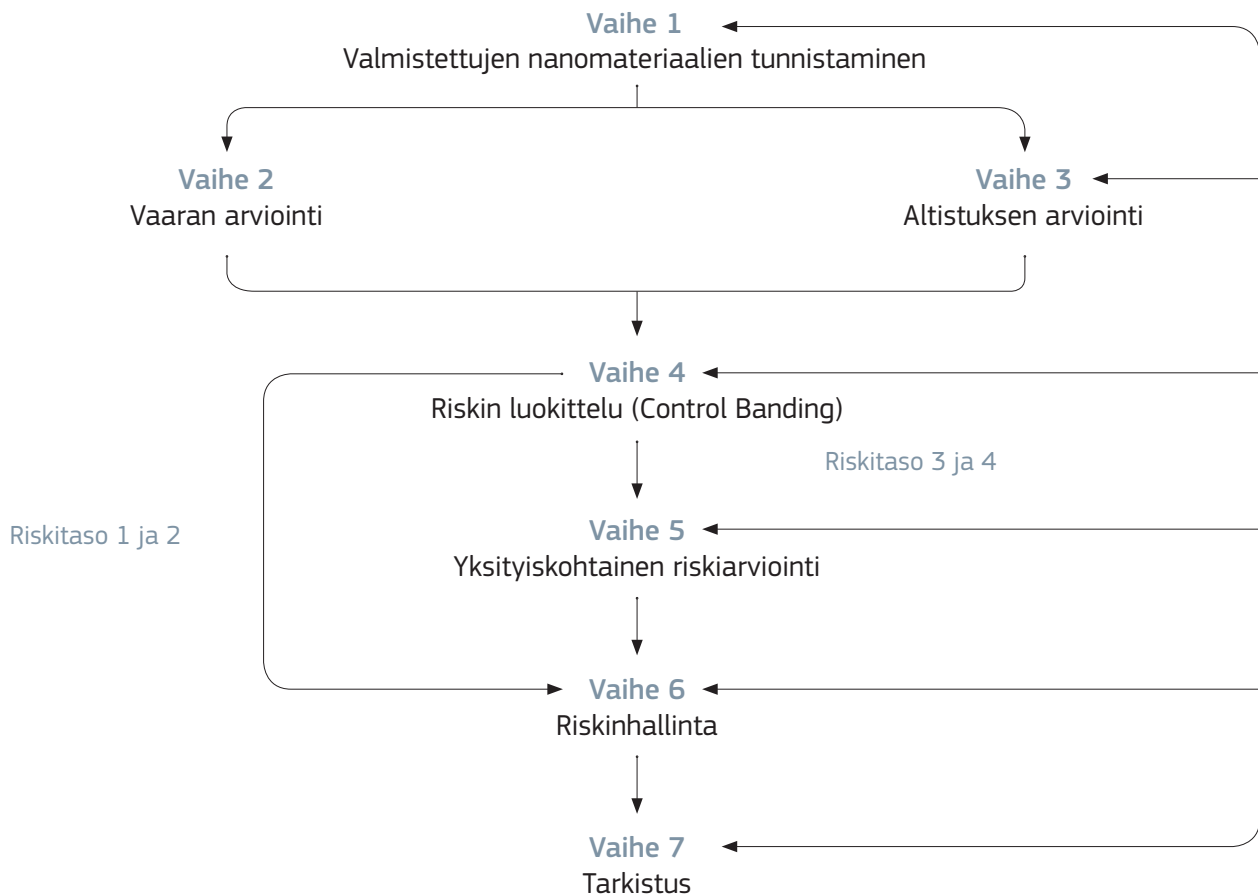 Vaihe 1
Valmistettujen nanomateriaalien tunnistaminen
Vaihe 2
Vaaran arviointi
Vaihe 3
Altistuksen arviointi
Vaihe 4
Riskin luokittelu (Control Banding)
Riskitaso 3 ja 4
Riskitaso 1 ja 2
Vaihe 5
Yksityiskohtainen riskiarviointi
Vaihe 6
Riskinhallinta
Vaihe 7
Tarkistus